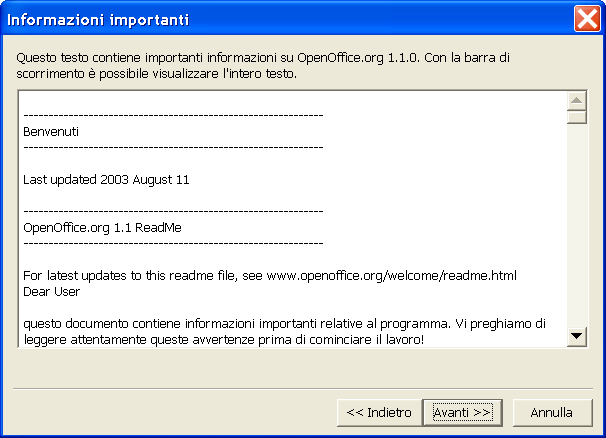 Informazioni importanti
Questo testo contiene importanti informazioni su OpenOffice.org 1.1.0. Con la barra di
scorrimento è possibile visualizzare l'intero testo.
------------------------------------------------------------
Benvenuti
------------------------------------------------------------
Last updated 2003 August 11
------------------------------------------------------------
OpenOffice.org 1.1 ReadMe
------------------------------------------------------------
For latest updates to this readme file, see www.openoffice.org/welcome/readme.html
Dear User
questo documento contiene informazioni importanti relative al programma. Vi preghiamo di
leggere attentamente queste avvertenze prima di cominciare il lavoro!
<< Indietro
Avanti >>
Annulla